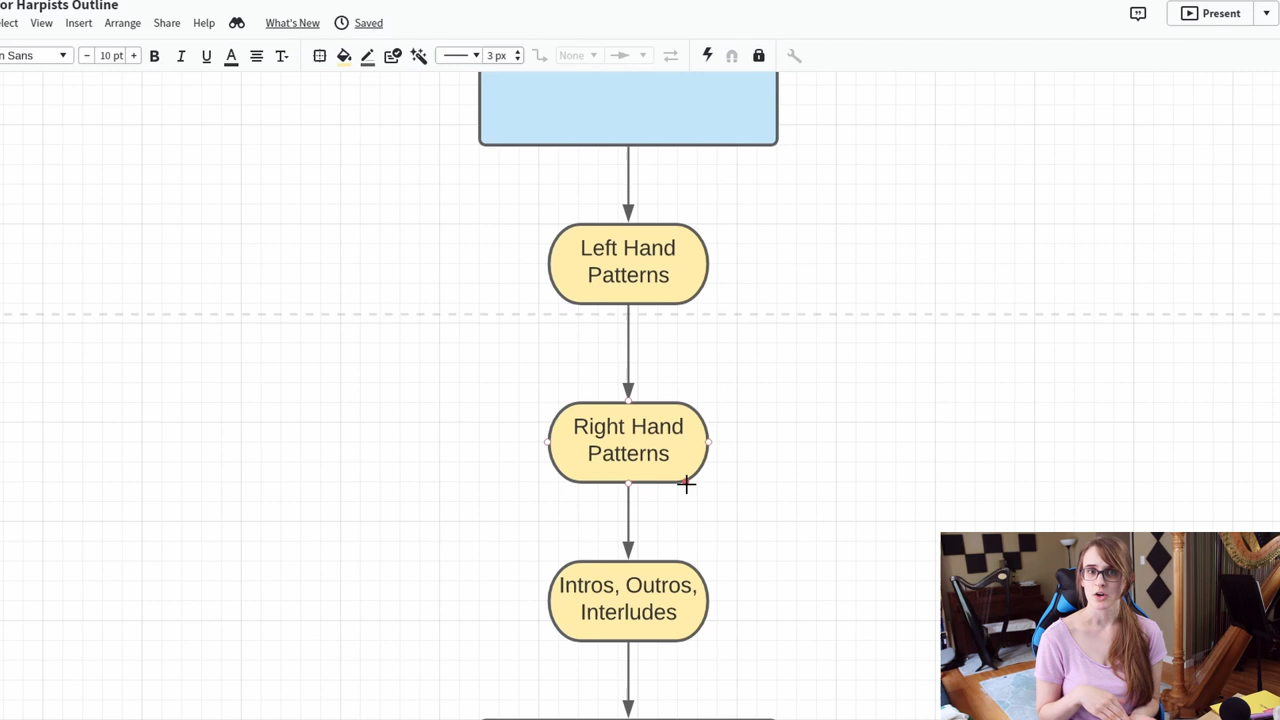 or Harpists Outline
lect View Insert Arrange Share Help What's New Saved
Present
n Sans 10 pt B I U A T 3 px None
Left Hand
Patterns
Right Hand
Patterns
Intros, Outros,
Interludes